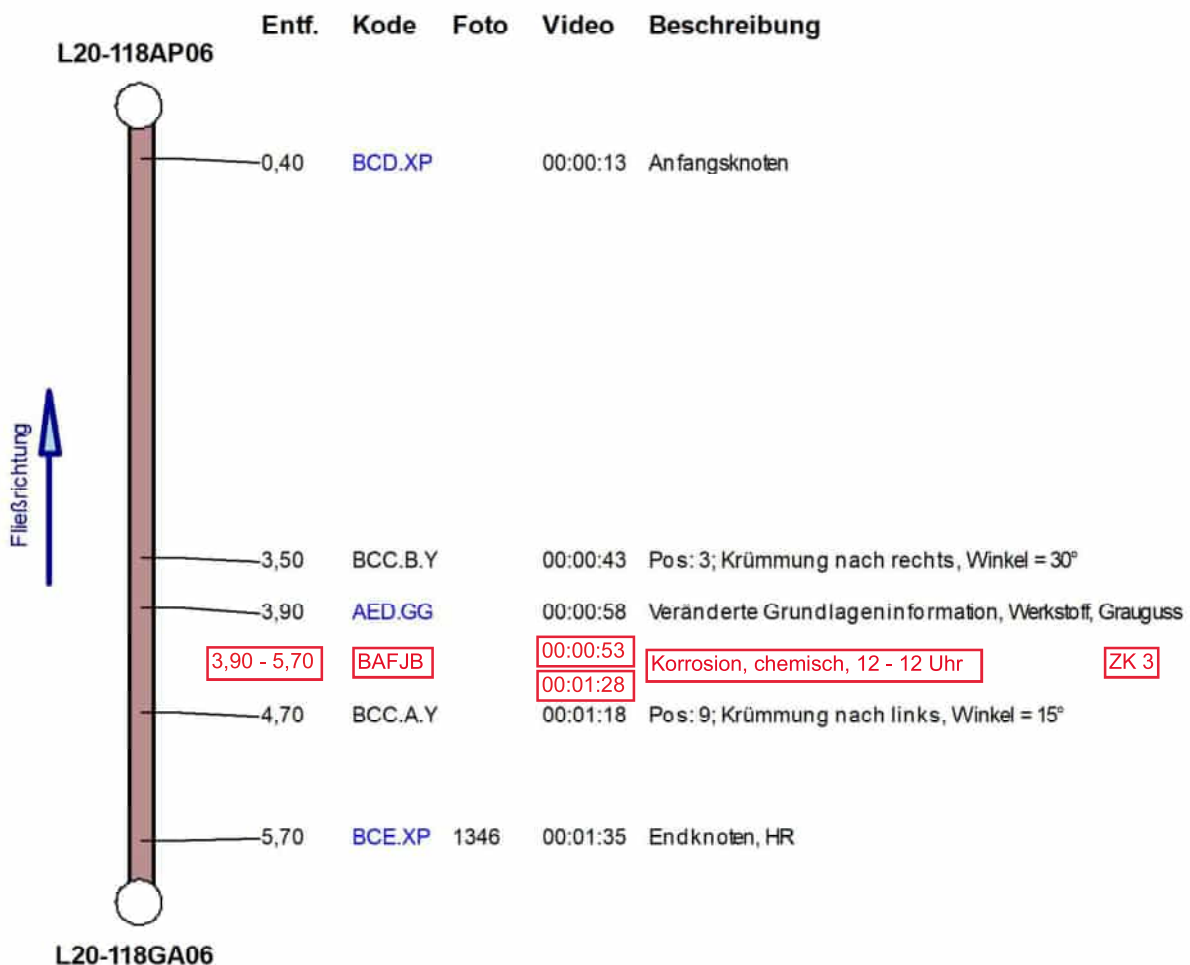 Entf. Kode Foto Video Beschreibung
L20-118AP06
0,40 BCD.XP 00:00:13 Anfangsknoten
Fließrichtung
3,50 BCC.B.Y 00:00:43 Pos: 3; Krümmung nach rechts, Winkel = 30°
3,90 AED.GG 00:00:58 Veränderte Grundlageninformation, Werkstoff, Grauguss
3,90 - 5,70 BAFJB 00:00:53 Korrosion, chemisch, 12 - 12 Uhr ZK 3
00:01:28
4,70 BCC.A.Y 00:01:18 Pos: 9; Krümmung nach links, Winkel = 15°
5,70 BCE.XP 1346 00:01:35 Endknoten, HR
L20-118GA06